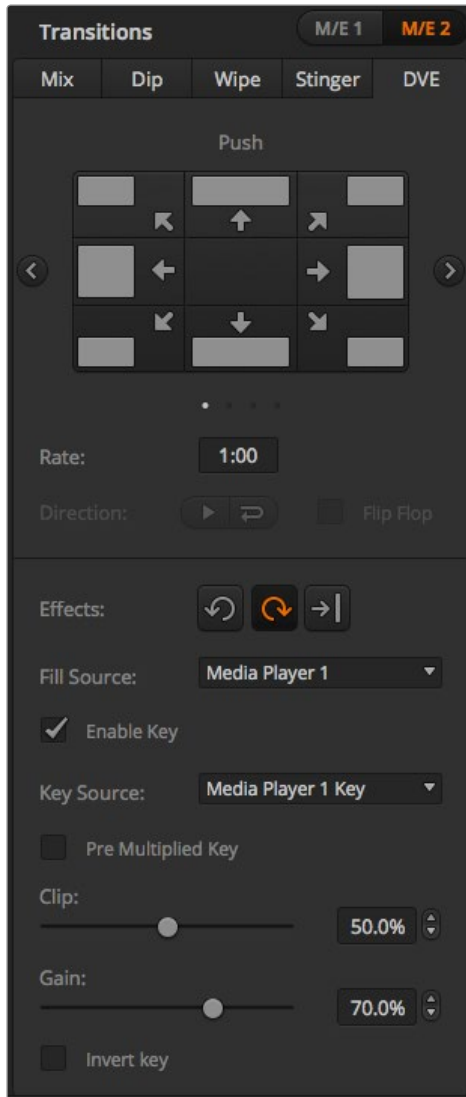 Transitions M/E 1 M/E 2
Mix Dip Wipe Stinger DVE
Push
Rate: 1:00
Direction: Flip Flop
Effects:
Fill Source: Media Player 1
Enable Key
Key Source: Media Player 1 Key
Pre Multiplied Key
Clip:
50.0%
Gain:
70.0%
Invert key